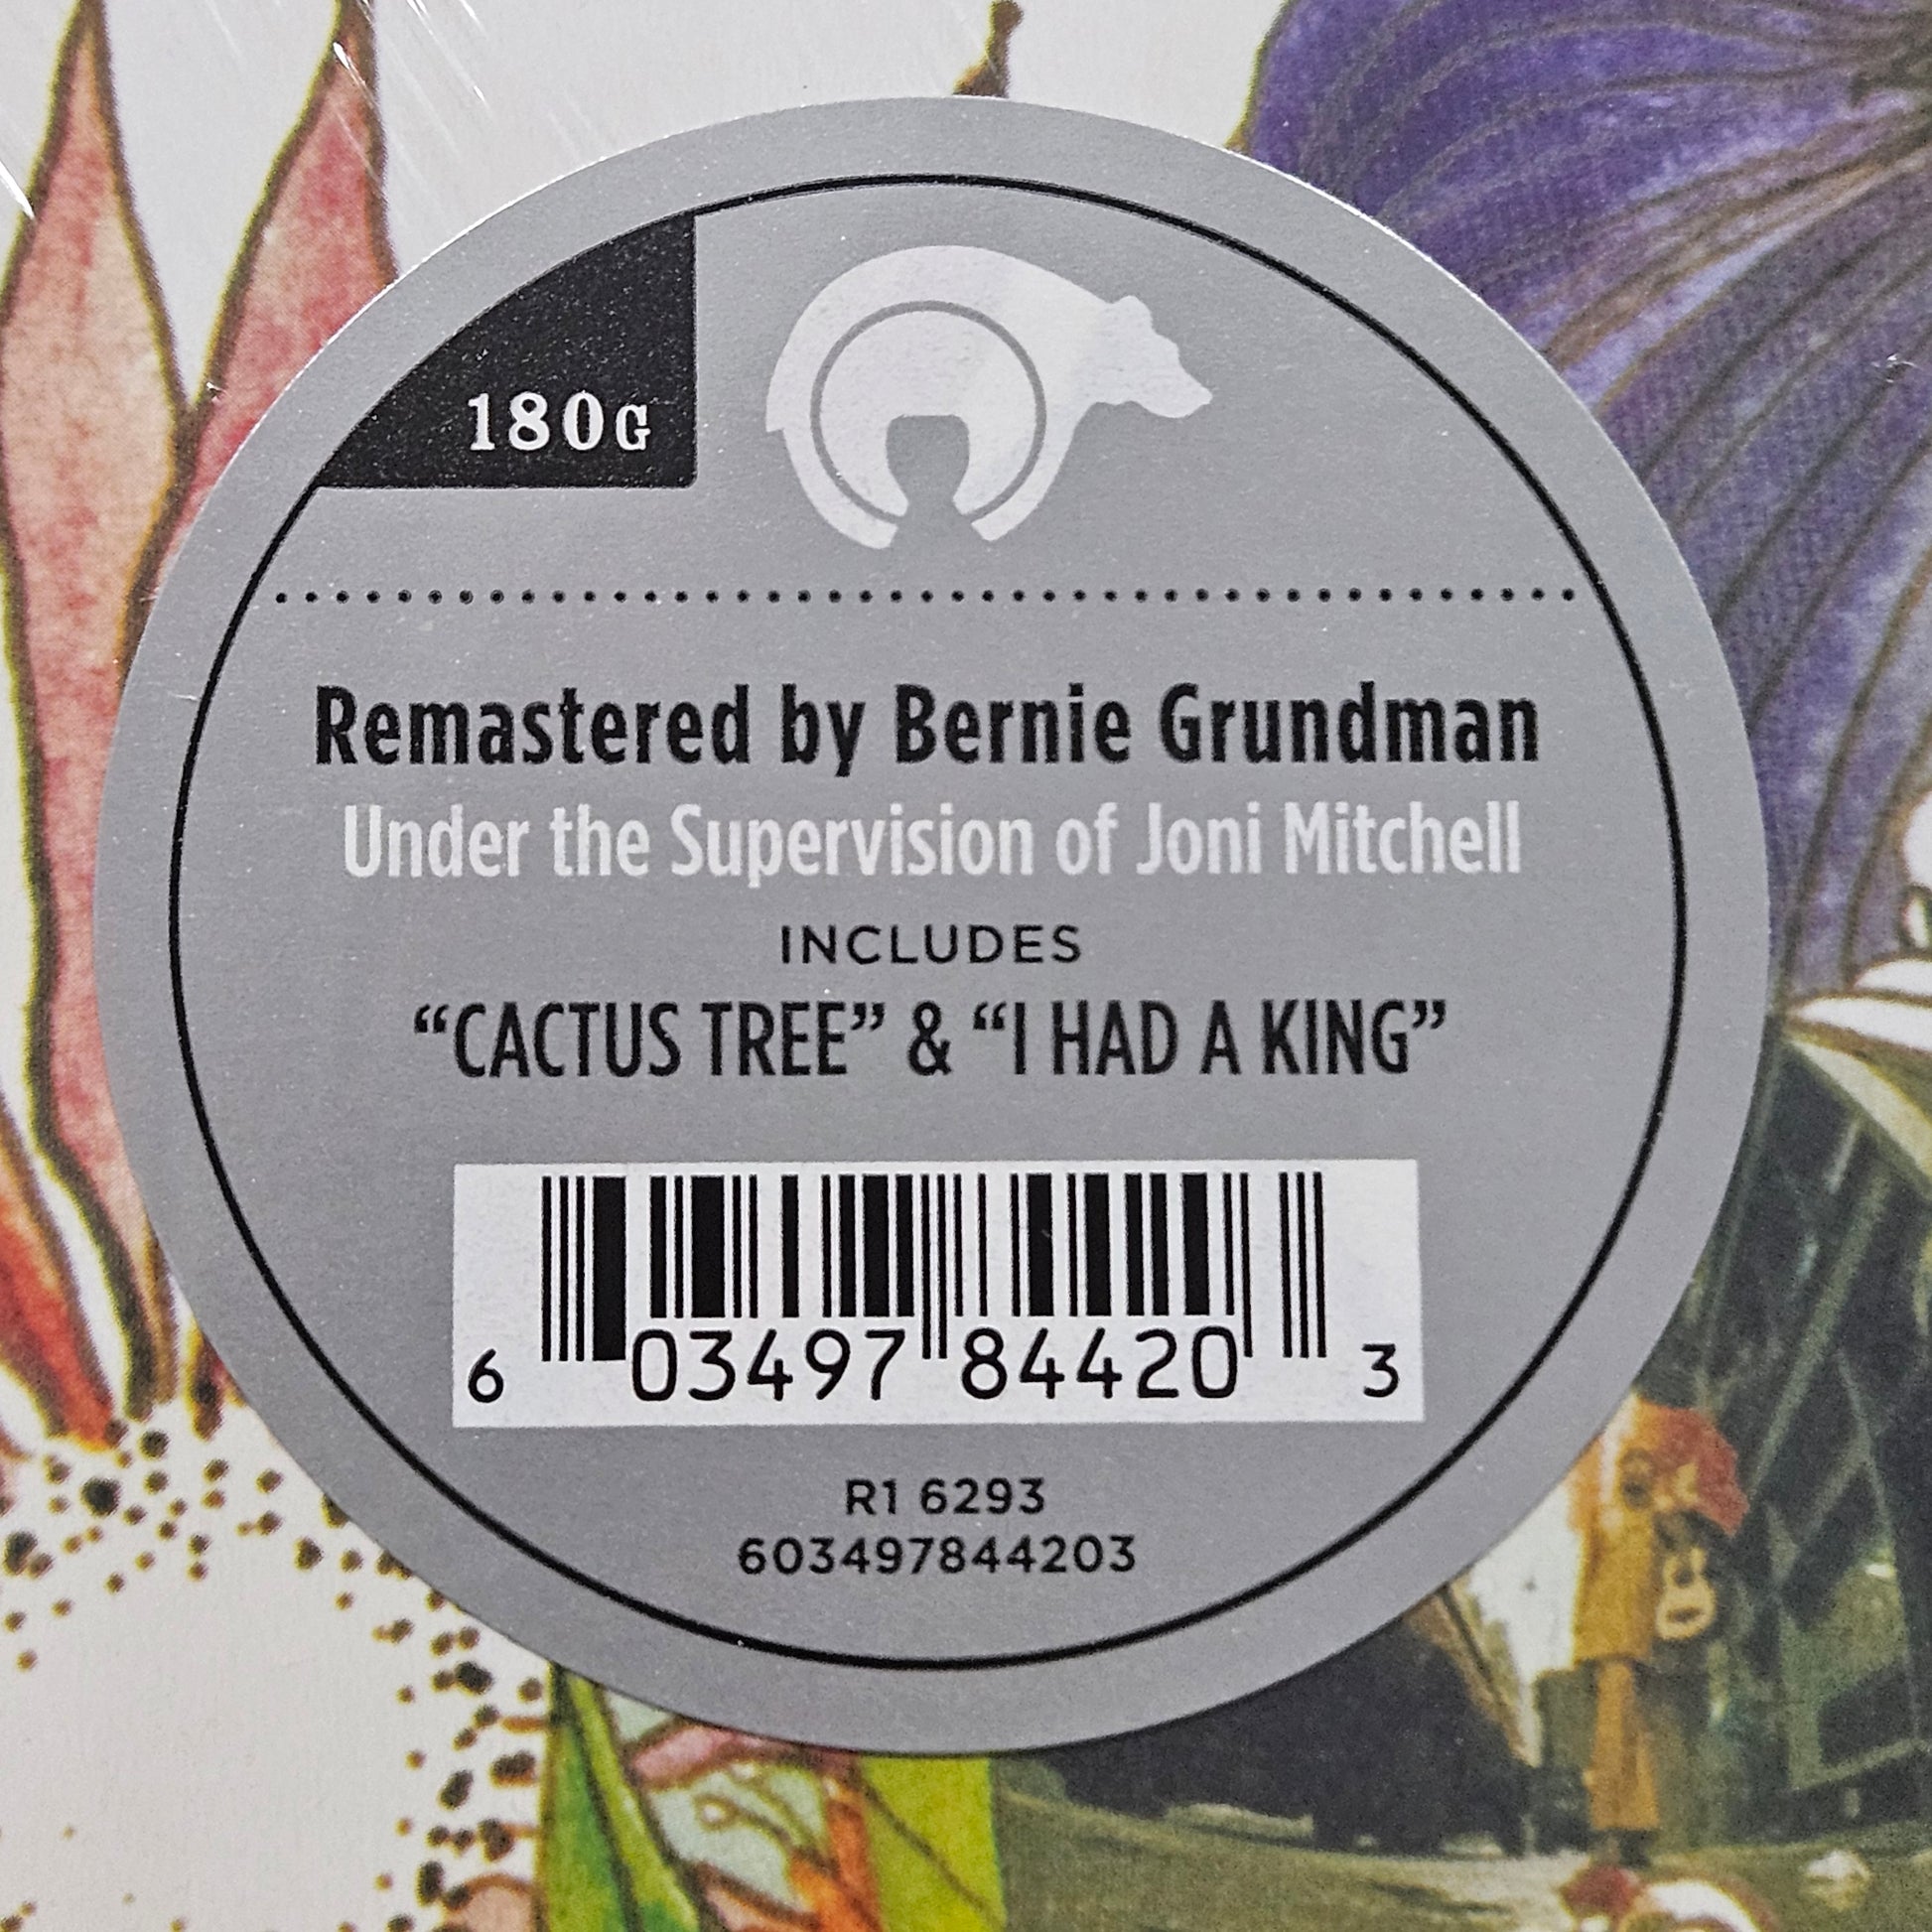 180G
Remastered by Bernie Grundman
Under the Supervision of Joni Mitchell
INCLUDES
“CACTUS TREE” & “I HAD A KING”
6 03497 84420 3
R1 6293
603497844203